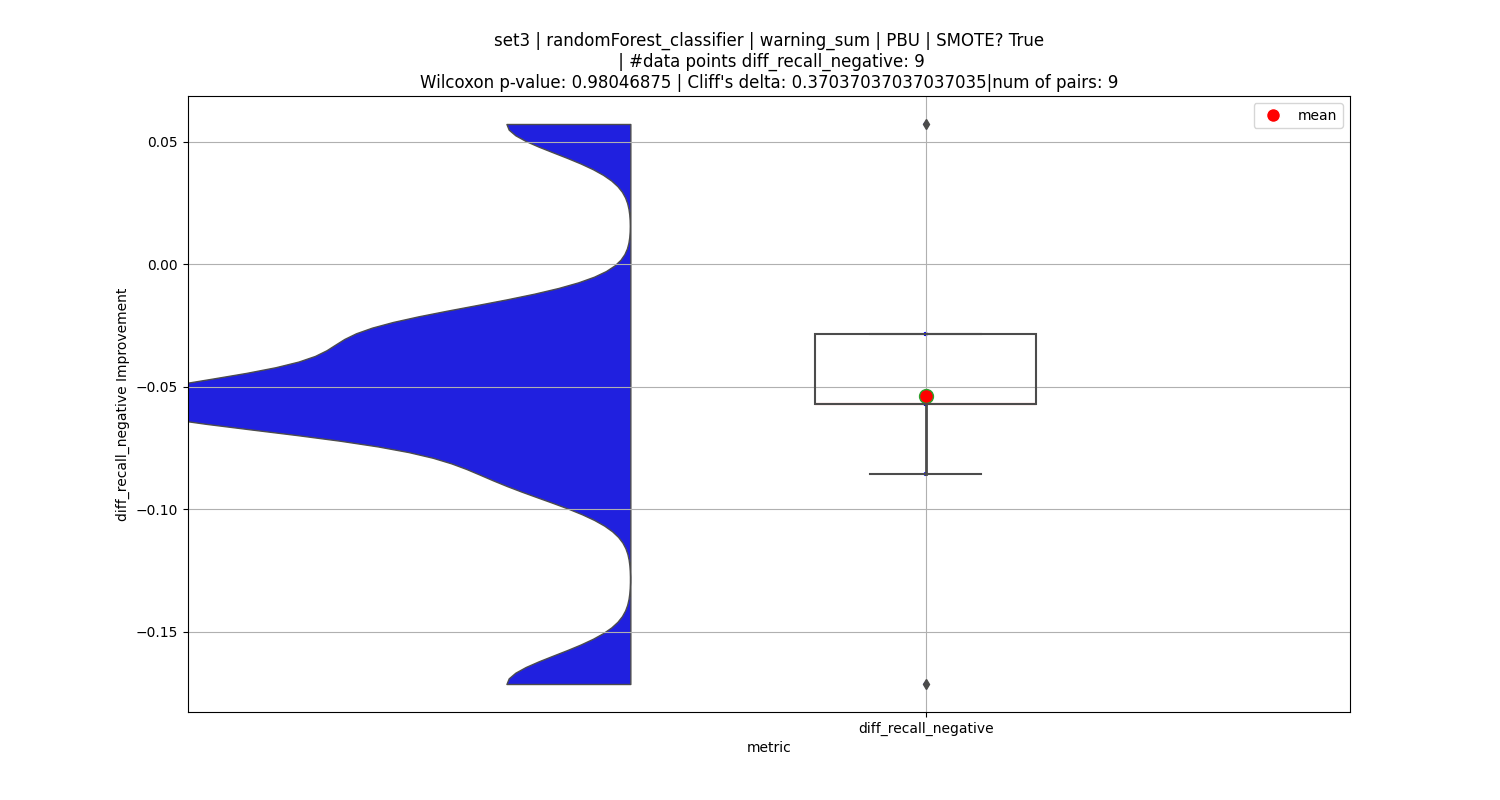 set3 | randomForest_classifier | warning_sum | PBU | SMOTE? True
| #data points diff_recall_negative: 9
Wilcoxon p-value: 0.98046875 | Cliff's delta: 0.37037037037037035|num of pairs: 9
mean
0.05
0.00
−0.05
−0.10
−0.15
diff_recall_negative Improvement
diff_recall_negative
metric